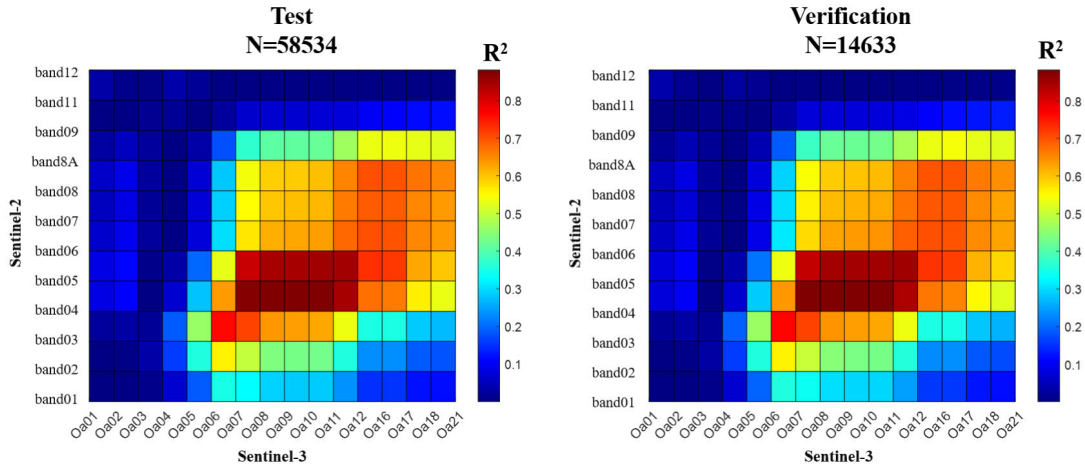 Test
N=58534
R²
band12
band11
band09
band8A
band08
band07
band06
band05
band04
band03
band02
band01
Sentinel-2
0.8
0.7
0.6
0.5
0.4
0.3
0.2
0.1
Oa01
Oa02
Oa03
Oa04
Oa05
Oa06
Oa07
Oa08
Oa09
Oa10
Oa11
Oa12
Oa16
Oa17
Oa18
Oa21
Sentinel-3
Verification
N=14633
R²
band12
band11
band09
band8A
band08
band07
band06
band05
band04
band03
band02
band01
Sentinel-2
0.8
0.7
0.6
0.5
0.4
0.3
0.2
0.1
Oa01
Oa02
Oa03
Oa04
Oa05
Oa06
Oa07
Oa08
Oa09
Oa10
Oa11
Oa12
Oa16
Oa17
Oa18
Oa21
Sentinel-3